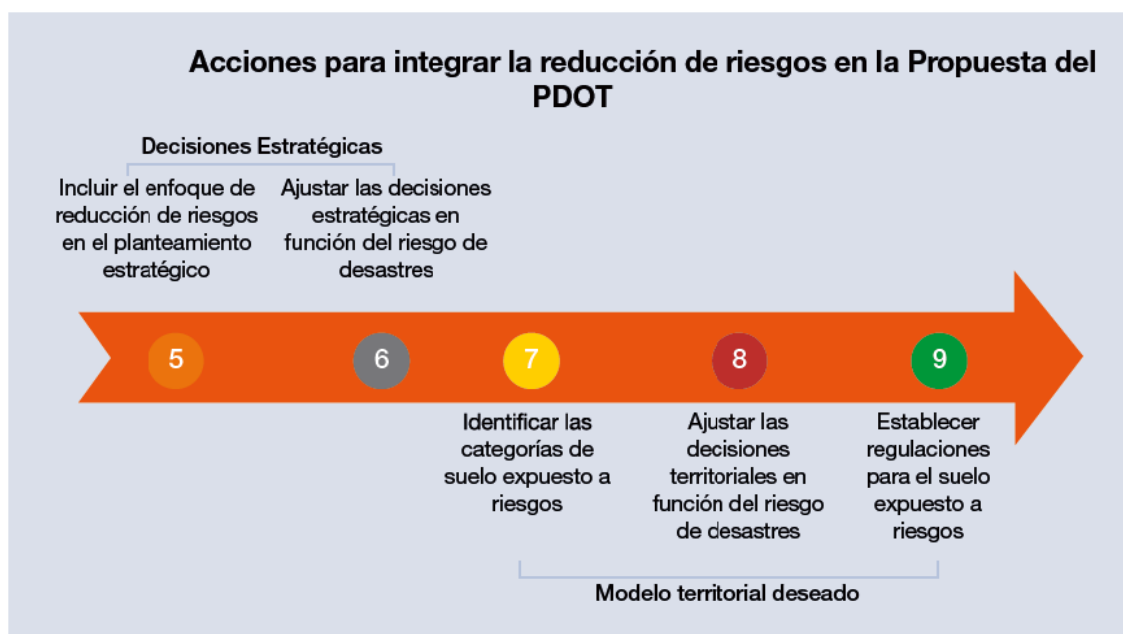 Acciones para integrar la reducción de riesgos en la Propuesta del
PDOT
Decisiones Estratégicas
Incluir el enfoque de
reducción de riesgos
en el planteamiento
estratégico
Ajustar las decisiones
estratégicas en
función del riesgo de
desastres
5
6
7
8
9
Identificar las
categorías de
suelo expuesto a
riesgos
Ajustar las
decisiones
territoriales en
función del riesgo
de desastres
Establecer
regulaciones
para el suelo
expuesto a
riesgos
Modelo territorial deseado